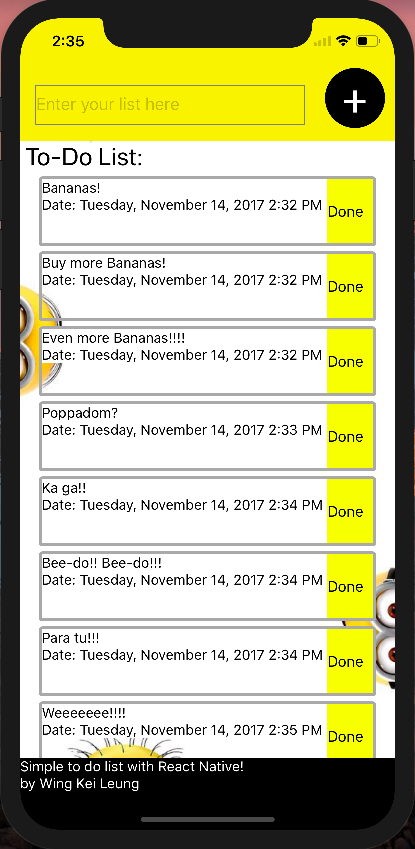 2:35
Enter your list here
+
To-Do List:
Bananas!
Date: Tuesday, November 14, 2017 2:32 PM
Done
Buy more Bananas!
Date: Tuesday, November 14, 2017 2:32 PM
Done
Even more Bananas!!!!
Date: Tuesday, November 14, 2017 2:32 PM
Done
Poppadom?
Date: Tuesday, November 14, 2017 2:33 PM
Done
Ka ga!!
Date: Tuesday, November 14, 2017 2:34 PM
Done
Bee-do!! Bee-do!!!
Date: Tuesday, November 14, 2017 2:34 PM
Done
Para tu!!!
Date: Tuesday, November 14, 2017 2:34 PM
Done
Weeeeeee!!!!
Date: Tuesday, November 14, 2017 2:35 PM
Done
Simple to do list with React Native!
by Wing Kei Leung